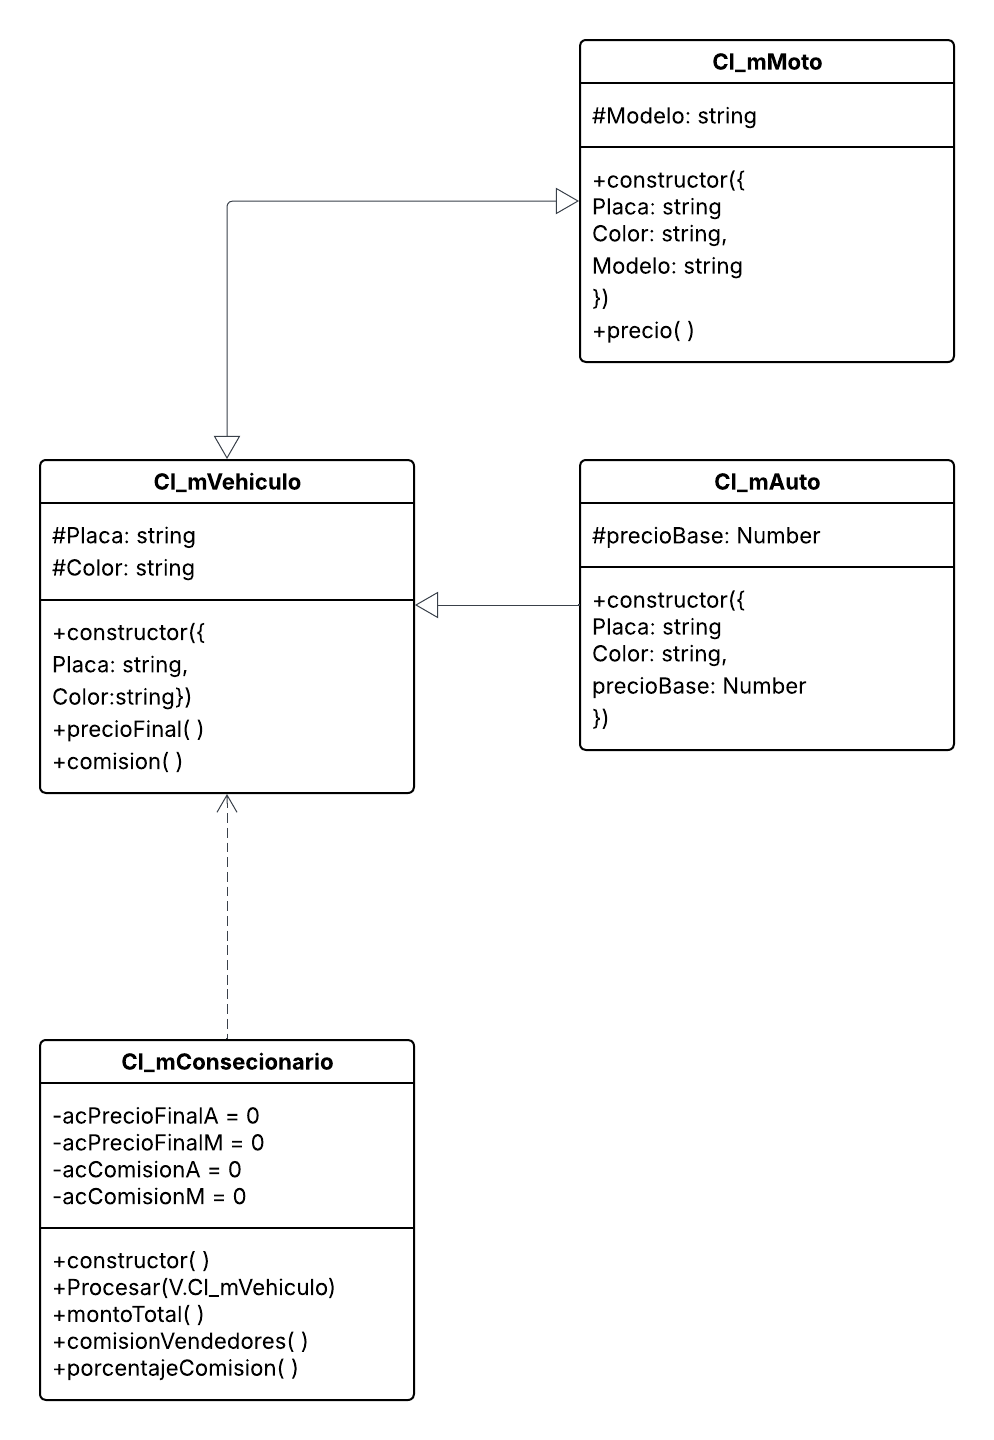 Cl_mMoto
#Modelo: string
+constructor({
Placa: string
Color: string,
Modelo: string
})
+precio( )
Cl_mVehiculo
#Placa: string
#Color: string
+constructor({
Placa: string,
Color:string})
+precioFinal( )
+comision( )
Cl_mAuto
#precioBase: Number
+constructor({
Placa: string
Color: string,
precioBase: Number
})
Cl_mConsecionario
-acPrecioFinalA = 0
-acPrecioFinalM = 0
-acComisionA = 0
-acComisionM = 0
+constructor( )
+Procesar(V.Cl_mVehiculo)
+montoTotal( )
+comisionVendedores( )
+porcentajeComision( )